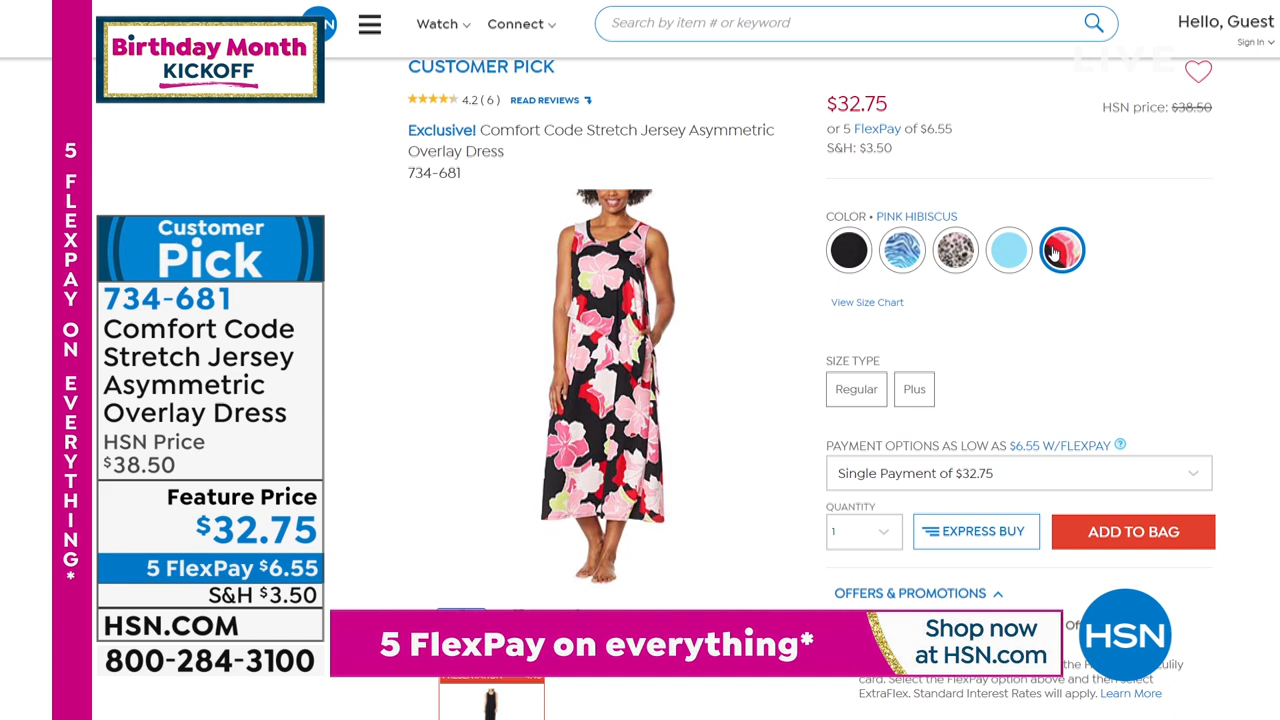 5 FLEXPAY ON EVERYTHING*
Birthday Month
KICKOFF
Customer
Pick
734-681
Comfort Code
Stretch Jersey
Asymmetric
Overlay Dress
HSN Price
$38.50
Feature Price
$32.75
5 FlexPay $6.55
S&H $3.50
HSN.COM
800-284-3100
Watch
Connect
Search by item # or keyword
Hello, Guest
Sign In
LIVE
CUSTOMER PICK
4.2 ( 6 ) READ REVIEWS
Exclusive! Comfort Code Stretch Jersey Asymmetric
Overlay Dress
734-681
$32.75
HSN price: $38.50
or 5 FlexPay of $6.55
S&H: $3.50
COLOR • PINK HIBISCUS
View Size Chart
SIZE TYPE
Regular
Plus
PAYMENT OPTIONS AS LOW AS $6.55 W/FLEXPAY
Single Payment of $32.75
QUANTITY
1
EXPRESS BUY
ADD TO BAG
OFFERS & PROMOTIONS
5 FlexPay on everything*
Shop now
at HSN.com
HSN
card. Select the FlexPay option above and then select
ExtraFlex. Standard Interest Rates will apply. Learn More